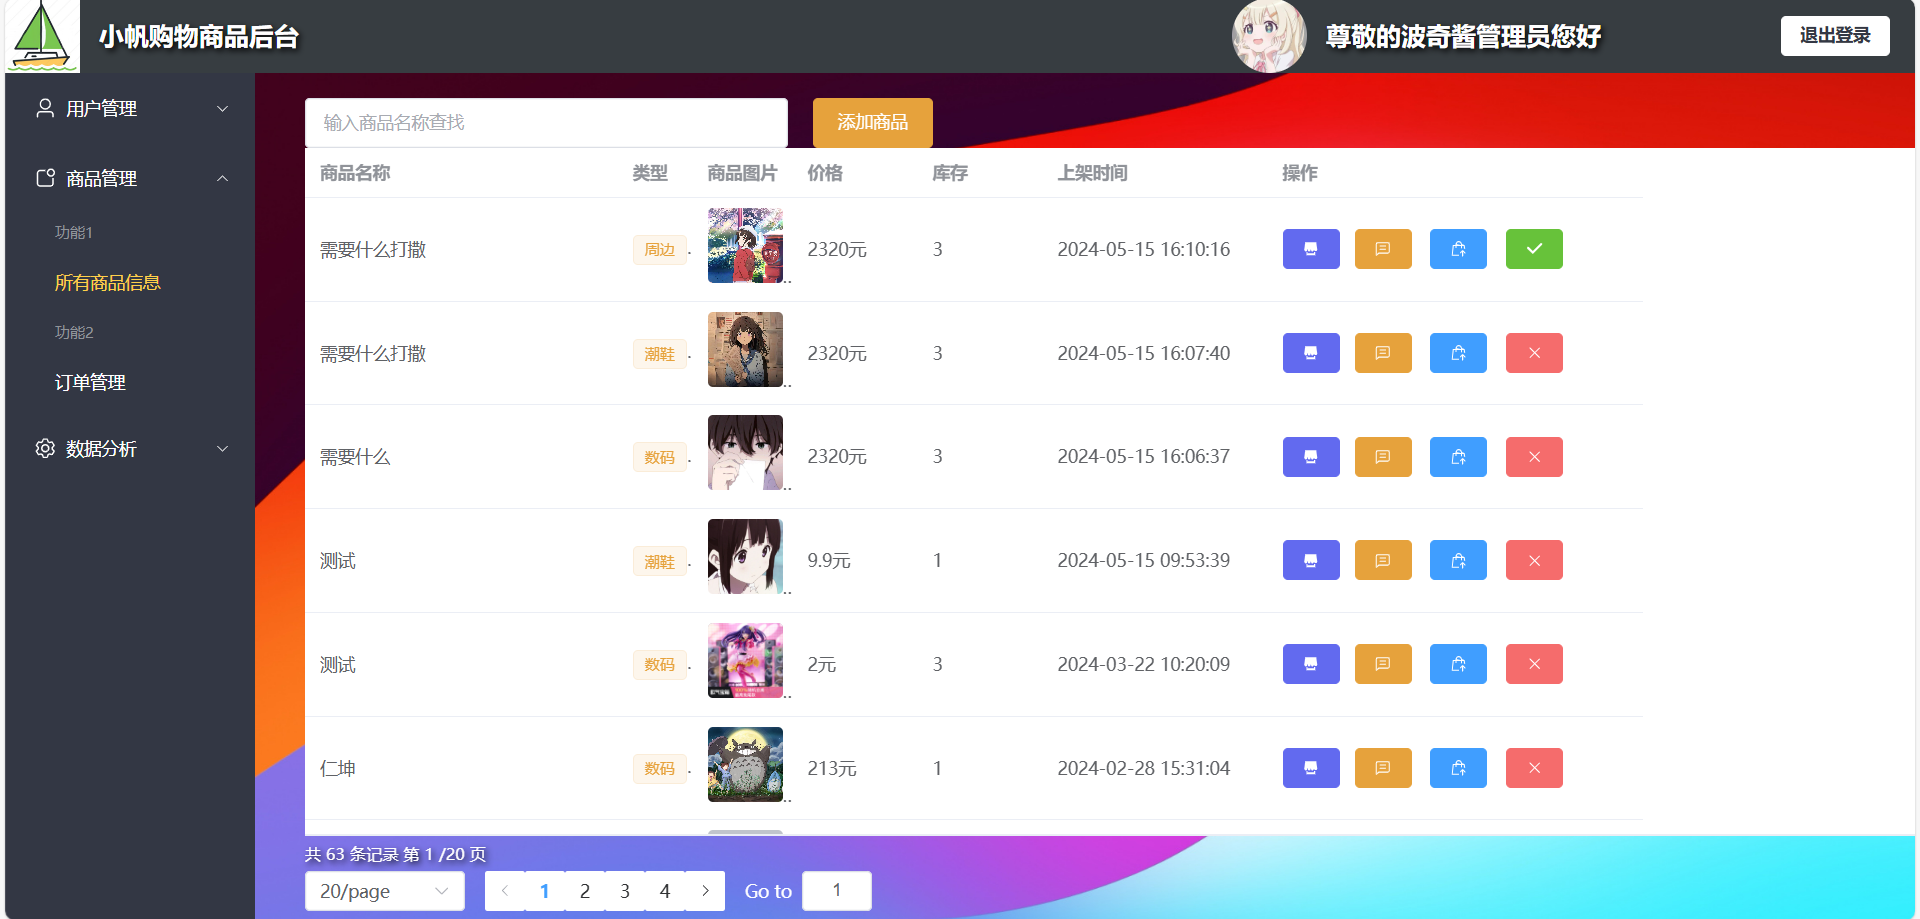 小帆购物商品后台
尊敬的波奇酱管理员您好
退出登录
用户管理
商品管理
功能1
所有商品信息
功能2
订单管理
数据分析
输入商品名称查找
添加商品
商品名称 类型 商品图片 价格 库存 上架时间 操作
需要什么打撒 周边 . .. 2320元 3 2024-05-15 16:10:16
需要什么打撒 潮鞋 . .. 2320元 3 2024-05-15 16:07:40
需要什么 数码 . .. 2320元 3 2024-05-15 16:06:37
测试 潮鞋 . .. 9.9元 1 2024-05-15 09:53:39
测试 数码 . .. 2元 3 2024-03-22 10:20:09
仁坤 数码 . .. 213元 1 2024-02-28 15:31:04
共 63 条记录 第 1 /20 页
20/page 1 2 3 4 Go to 1